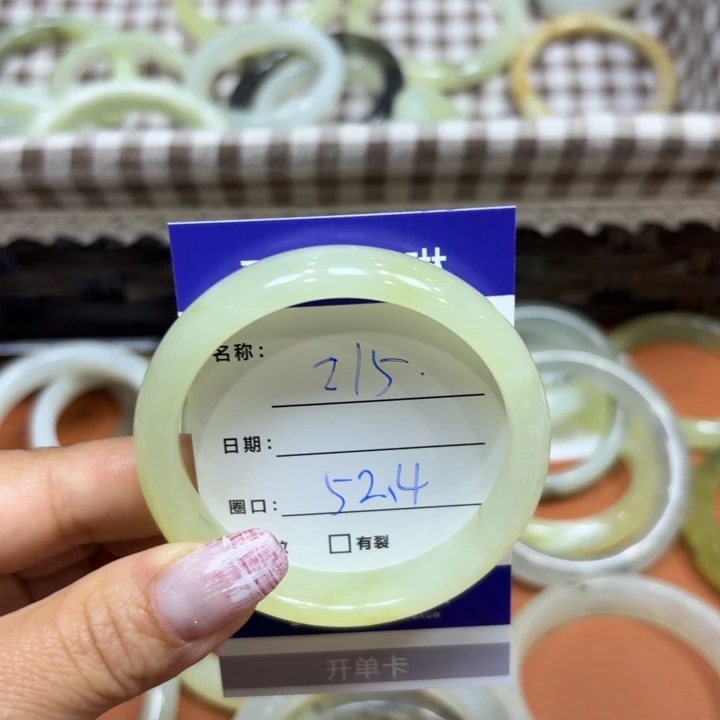 名称： 215.
日期：
圈口： 52.4
□有裂
开单卡